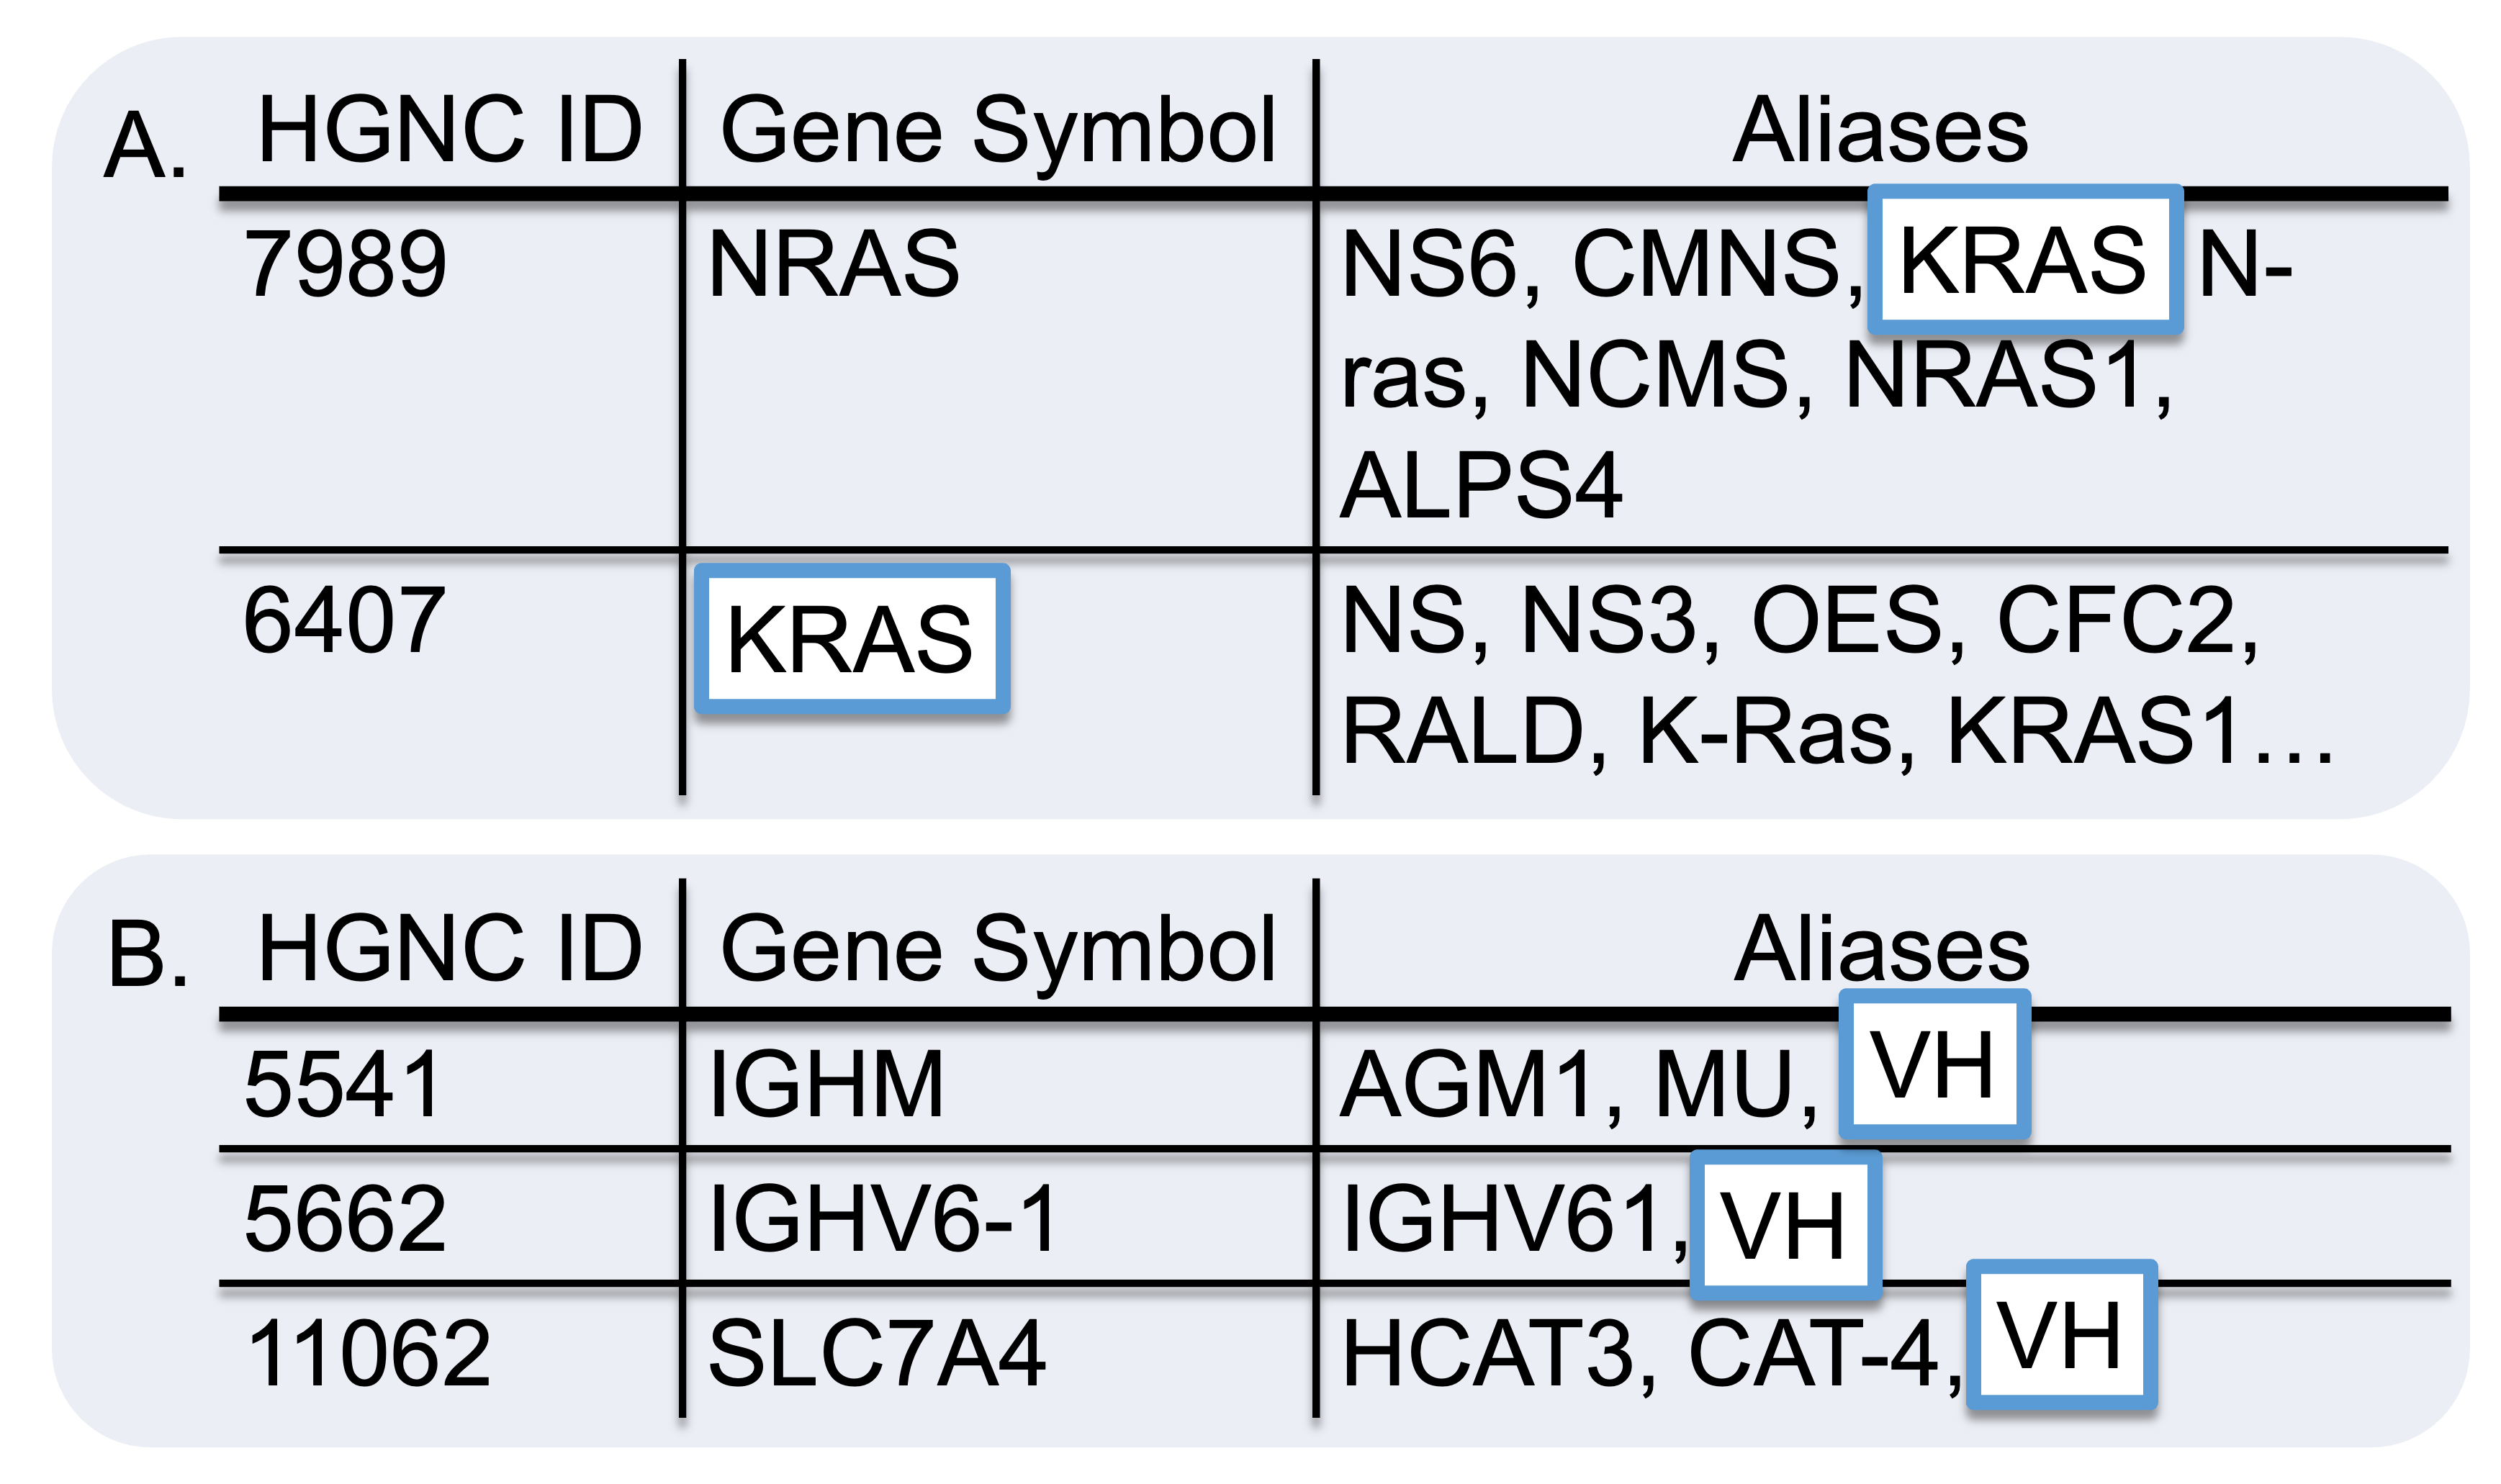 A. HGNC ID Gene Symbol Aliases
7989 NRAS NS6, CMNS, KRAS N-
ras, NCMS, NRAS1,
ALPS4
6407 KRAS NS, NS3, OES, CFC2,
RALD, K-Ras, KRAS1...
B. HGNC ID Gene Symbol Aliases
5541 IGHM AGM1, MU, VH
5662 IGHV6-1 IGHV61, VH
11062 SLC7A4 HCAT3, CAT-4, VH